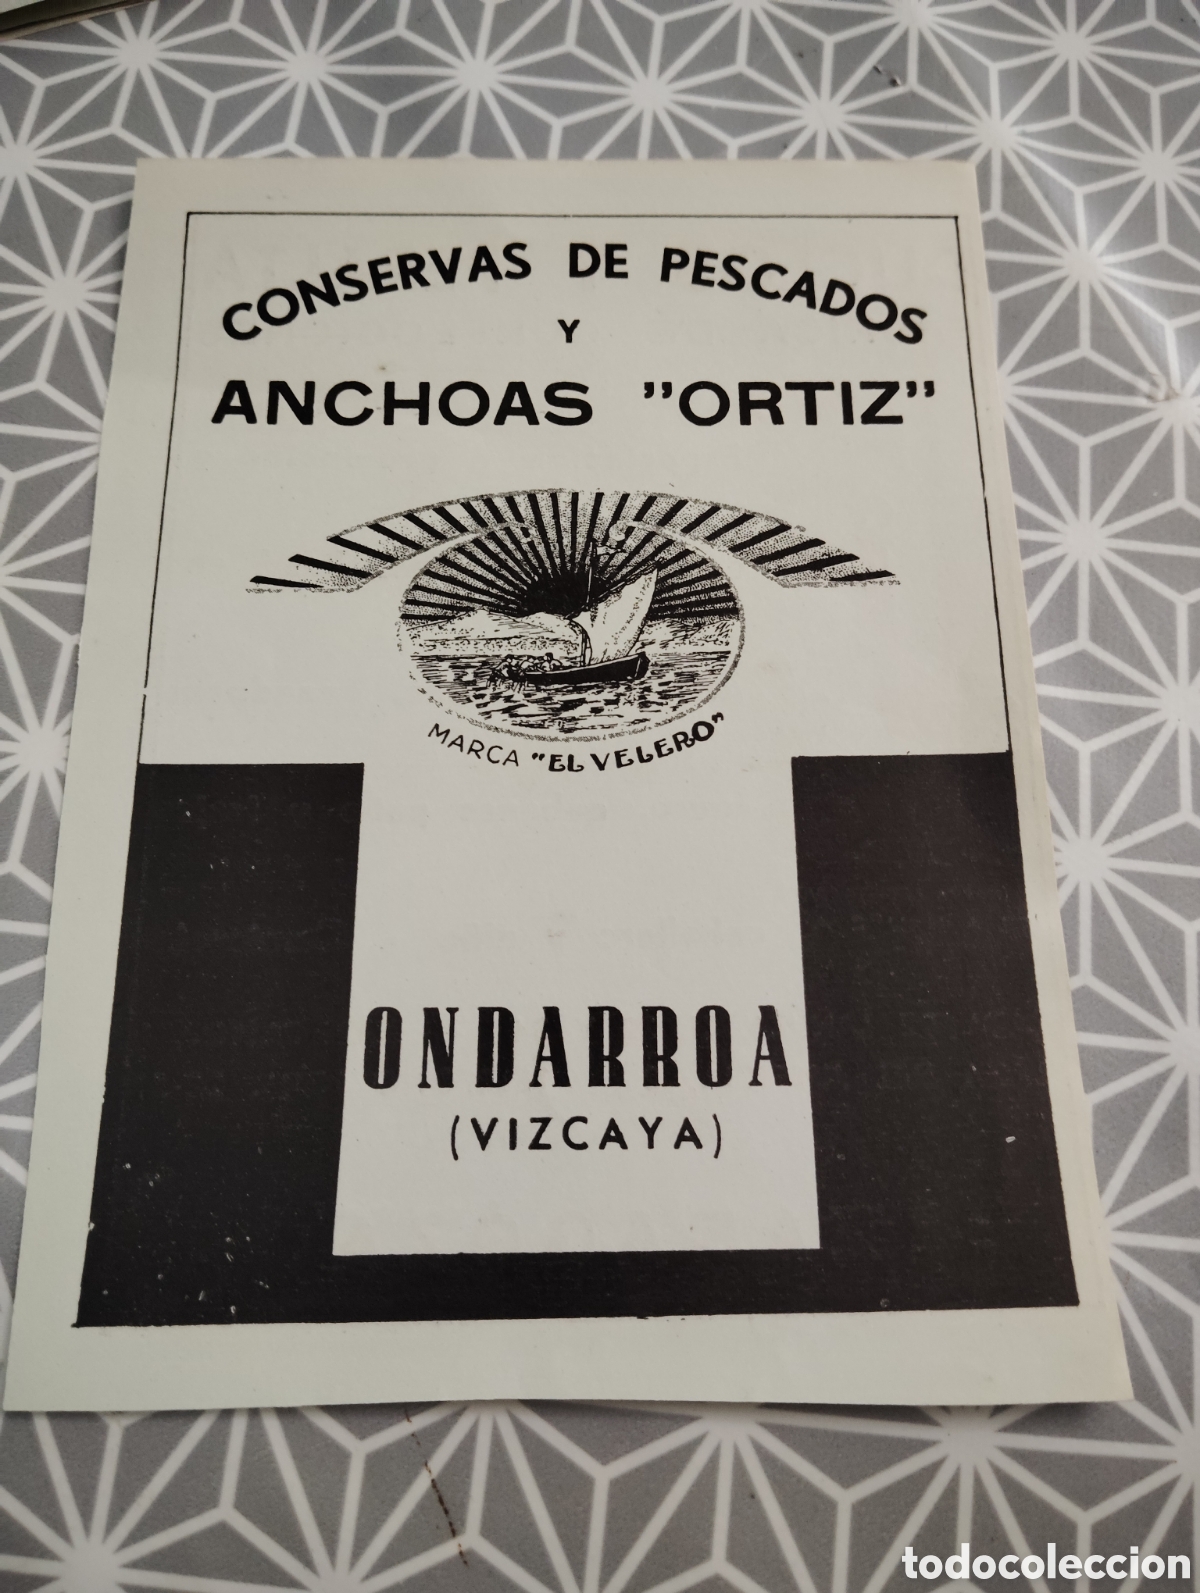 CONSERVAS DE PESCADOS
Y
ANCHOAS "ORTIZ"
MARCA "EL VELERO"
ONDARROA
(VIZCAYA)
todocoleccion